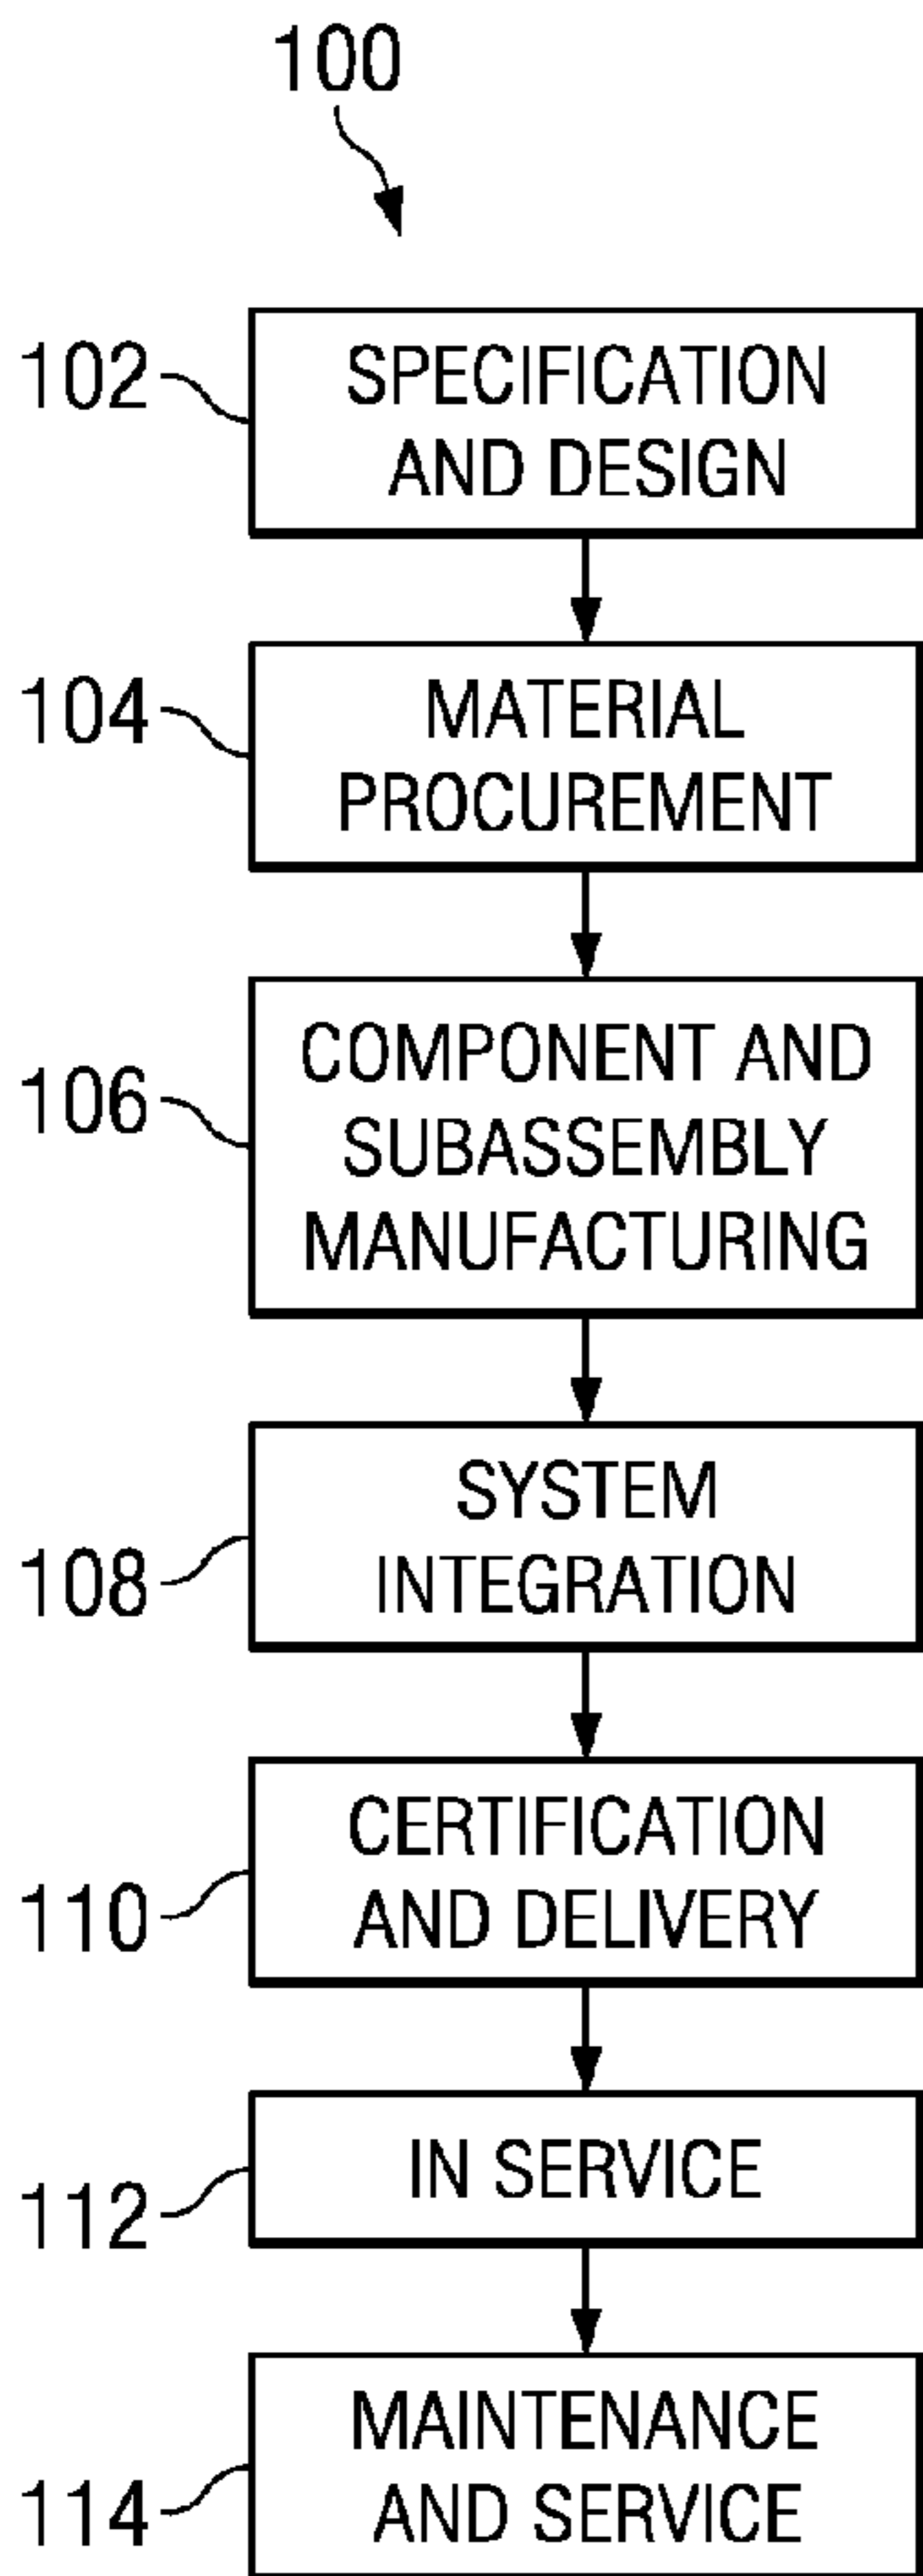 100
102
SPECIFICATION
AND DESIGN
104
MATERIAL
PROCUREMENT
106
COMPONENT AND
SUBASSEMBLY
MANUFACTURING
108
SYSTEM
INTEGRATION
110
CERTIFICATION
AND DELIVERY
112
IN SERVICE
114
MAINTENANCE
AND SERVICE